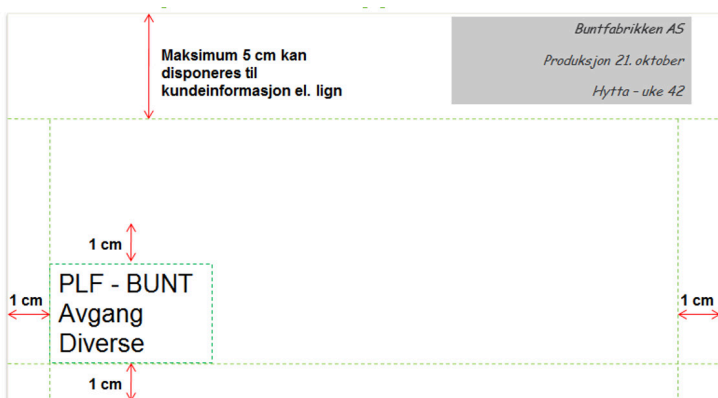 Maksimum 5 cm kan
disponeres til
kundeinformasjon el. lign
Buntfabrikken AS
Produksjon 21. oktober
Hytta – uke 42
1 cm
PLF - BUNT
Avgang
Diverse
1 cm
1 cm
1 cm